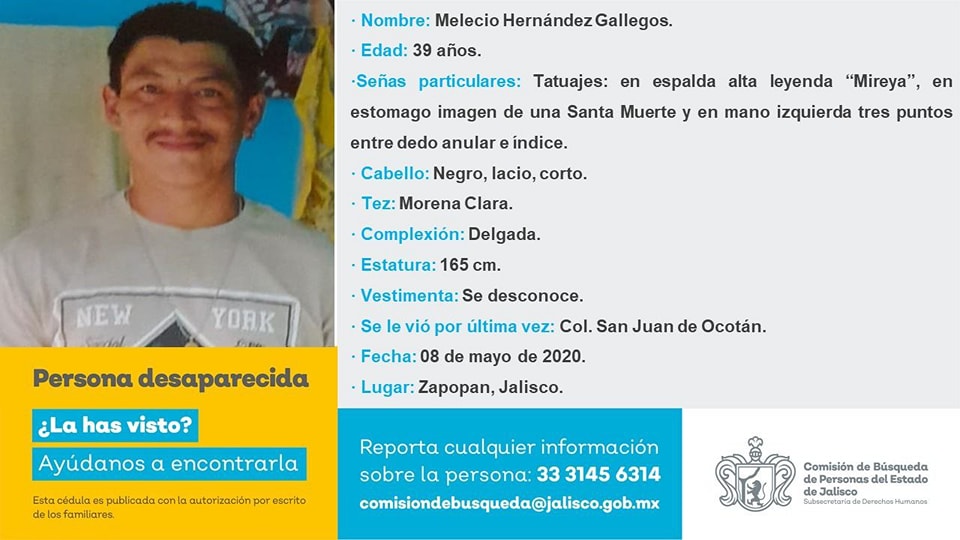 · Nombre: Melecio Hernández Gallegos.
· Edad: 39 años.
·Señas particulares: Tatuajes: en espalda alta leyenda “Mireya”, en
estomago imagen de una Santa Muerte y en mano izquierda tres puntos
entre dedo anular e índice.
· Cabello: Negro, lacio, corto.
· Tez: Morena Clara.
· Complexión: Delgada.
· Estatura: 165 cm.
· Vestimenta: Se desconoce.
· Se le vió por última vez: Col. San Juan de Ocotán.
· Fecha: 08 de mayo de 2020.
· Lugar: Zapopan, Jalisco.
NEW YORK
Persona desaparecida
¿La has visto?
Ayúdanos a encontrarla
Esta cédula es publicada con la autorización por escrito
de los familiares.
Reporta cualquier información
sobre la persona: 33 3145 6314
comisiondebusqueda@jalisco.gob.mx
Comisión de Búsqueda
de Personas del Estado
de Jalisco
Subsecretaría de Derechos Humanos